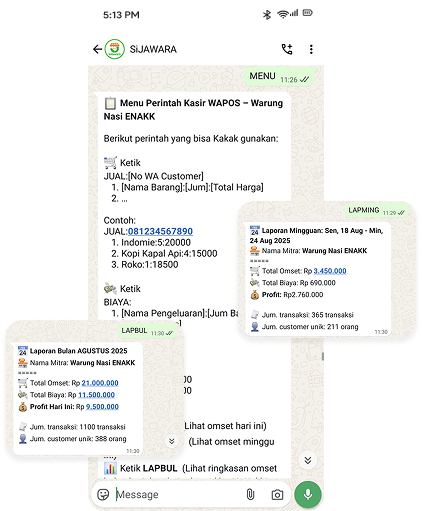 5:13 PM
SiJAWARA
MENU
11:26
Menu Perintah Kasir WAPOS – Warung
Nasi ENAKK
Berikut perintah yang bisa Kakak gunakan:
Ketik
JUAL:[No WA Customer]
1. [Nama Barang]:[Jum]:[Total Harga]
2. ...
Contoh:
JUAL:081234567890
1. Indomie:5:20000
2. Kopi Kapal Api:4:15000
3. Roko:1:18500
Ketik
BIAYA:
1. [Nama Pengeluaran]:[Jum Ba
LAPMING
11:29
Laporan Mingguan: Sen, 18 Aug - Min,
24 Aug 2025
Nama Mitra: Warung Nasi ENAKK
=====
Total Omset: Rp 3.450.000
Total Biaya: Rp 690.000
Profit: Rp2.760.000
Jum. transaksi: 365 transaksi
Jum. customer unik: 211 orang
11:30
LAPBUL
11:30
Laporan Bulan AGUSTUS 2025
Nama Mitra: Warung Nasi ENAKK
=====
Total Omset: Rp 21.000.000
Total Biaya: Rp 11.500.000
Profit Hari Ini: Rp 9.500.000
Jum. transaksi: 1100 transaksi
Jum. customer unik: 388 orang
11:30
(Lihat omset hari ini)
(Lihat omset minggu
Ketik LAPBUL (Lihat ringkasan omset
Message